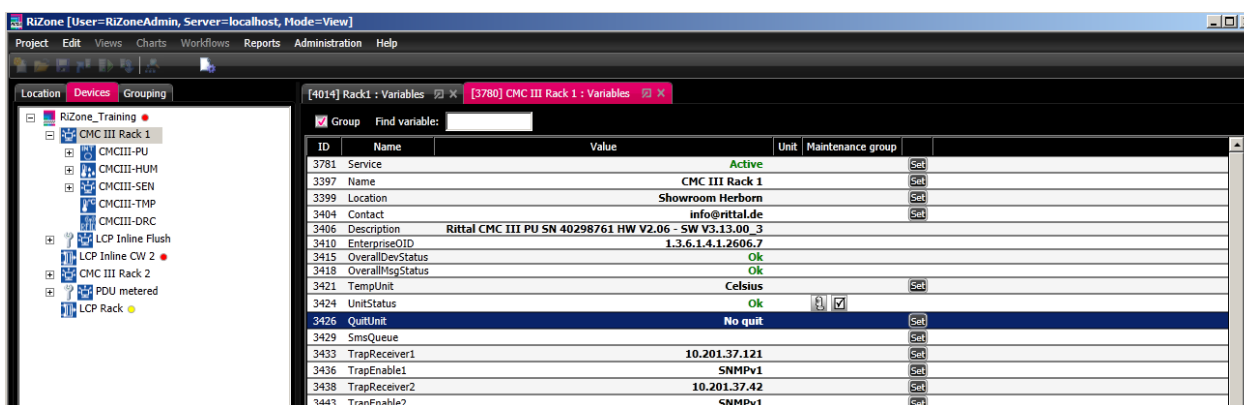 RiZone [User=RiZoneAdmin, Server=localhost, Mode=View]
Project Edit Views Charts Workflows Reports Administration Help
Location Devices Grouping
RiZone_Training
CMC III Rack 1
CMCIII-PU
CMCIII-HUM
CMCIII-SEN
CMCIII-TMP
CMCIII-DRC
LCP Inline Flush
LCP Inline CW 2
CMC III Rack 2
PDU metered
LCP Rack
[4014] Rack1 : Variables [3780] CMC III Rack 1 : Variables
Group Find variable:
ID Name Value Unit Maintenance group
3781 Service Active Set
3397 Name CMC III Rack 1 Set
3399 Location Showroom Herborn Set
3404 Contact info@rittal.de Set
3406 Description Rittal CMC III PU SN 40298761 HW V2.06 - SW V3.13.00_3
3410 EnterpriseOID 1.3.6.1.4.1.2606.7
3415 OverallDevStatus Ok
3418 OverallMsgStatus Ok
3421 TempUnit Celsius Set
3424 UnitStatus Ok
3426 QuitUnit No quit Set
3429 SmsQueue Set
3433 TrapReceiver1 10.201.37.121 Set
3436 TrapEnable1 SNMPv1 Set
3438 TrapReceiver2 10.201.37.42 Set
3443 TrapEnable2 SNMPv1 Set